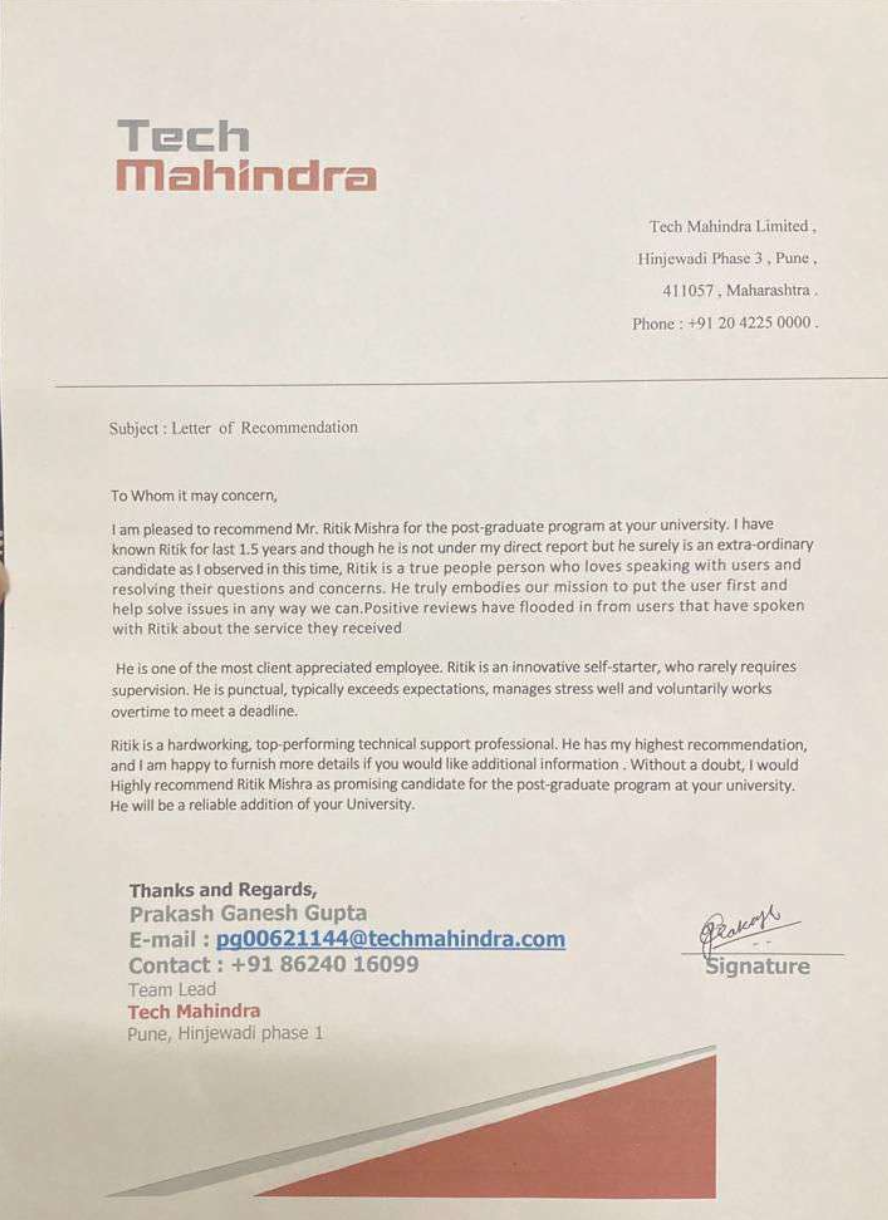 Tech
Mahindra
Tech Mahindra Limited ,
Hinjewadi Phase 3 , Pune ,
411057 , Maharashtra .
Phone : +91 20 4225 0000 .
Subject : Letter of Recommendation
To Whom it may concern,
I am pleased to recommend Mr. Ritik Mishra for the post-graduate program at your university. I have
known Ritik for last 1.5 years and though he is not under my direct report but he surely is an extra-ordinary
candidate as I observed in this time, Ritik is a true people person who loves speaking with users and
resolving their questions and concerns. He truly embodies our mission to put the user first and
help solve issues in any way we can.Positive reviews have flooded in from users that have spoken
with Ritik about the service they received
He is one of the most client appreciated employee. Ritik is an innovative self-starter, who rarely requires
supervision. He is punctual, typically exceeds expectations, manages stress well and voluntarily works
overtime to meet a deadline.
Ritik is a hardworking, top-performing technical support professional. He has my highest recommendation,
and I am happy to furnish more details if you would like additional information . Without a doubt, I would
Highly recommend Ritik Mishra as promising candidate for the post-graduate program at your university.
He will be a reliable addition of your University.
Thanks and Regards,
Prakash Ganesh Gupta
E-mail : pg00621144@techmahindra.com
Contact : +91 86240 16099
Team Lead
Tech Mahindra
Pune, Hinjewadi phase 1
Prakash
Signature